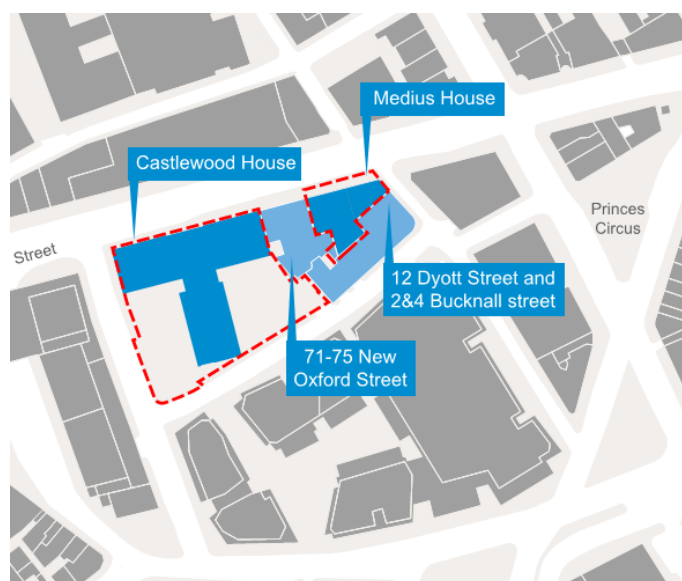 Medius House
Castlewood House
Princes
Circus
Street
12 Dyott Street and
2&4 Bucknall street
71-75 New
Oxford Street